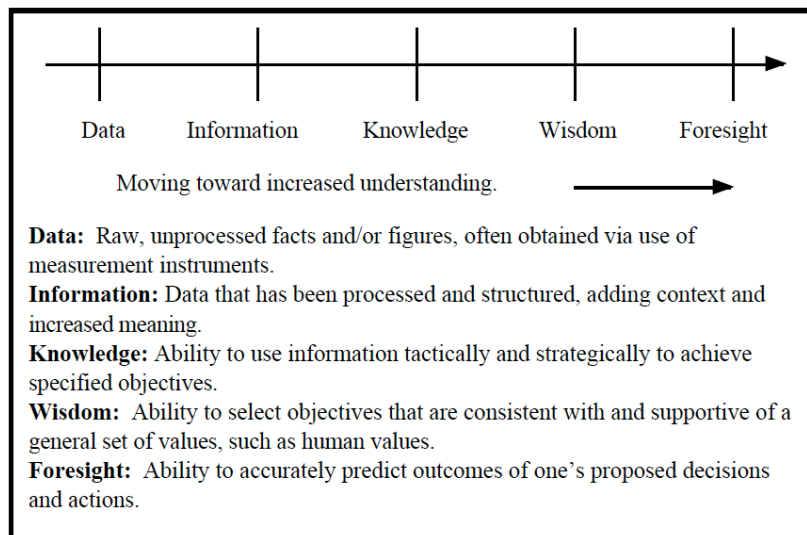 Data Information Knowledge Wisdom Foresight
Moving toward increased understanding.
Data: Raw, unprocessed facts and/or figures, often obtained via use of
measurement instruments.
Information: Data that has been processed and structured, adding context and
increased meaning.
Knowledge: Ability to use information tactically and strategically to achieve
specified objectives.
Wisdom: Ability to select objectives that are consistent with and supportive of a
general set of values, such as human values.
Foresight: Ability to accurately predict outcomes of one’s proposed decisions
and actions.